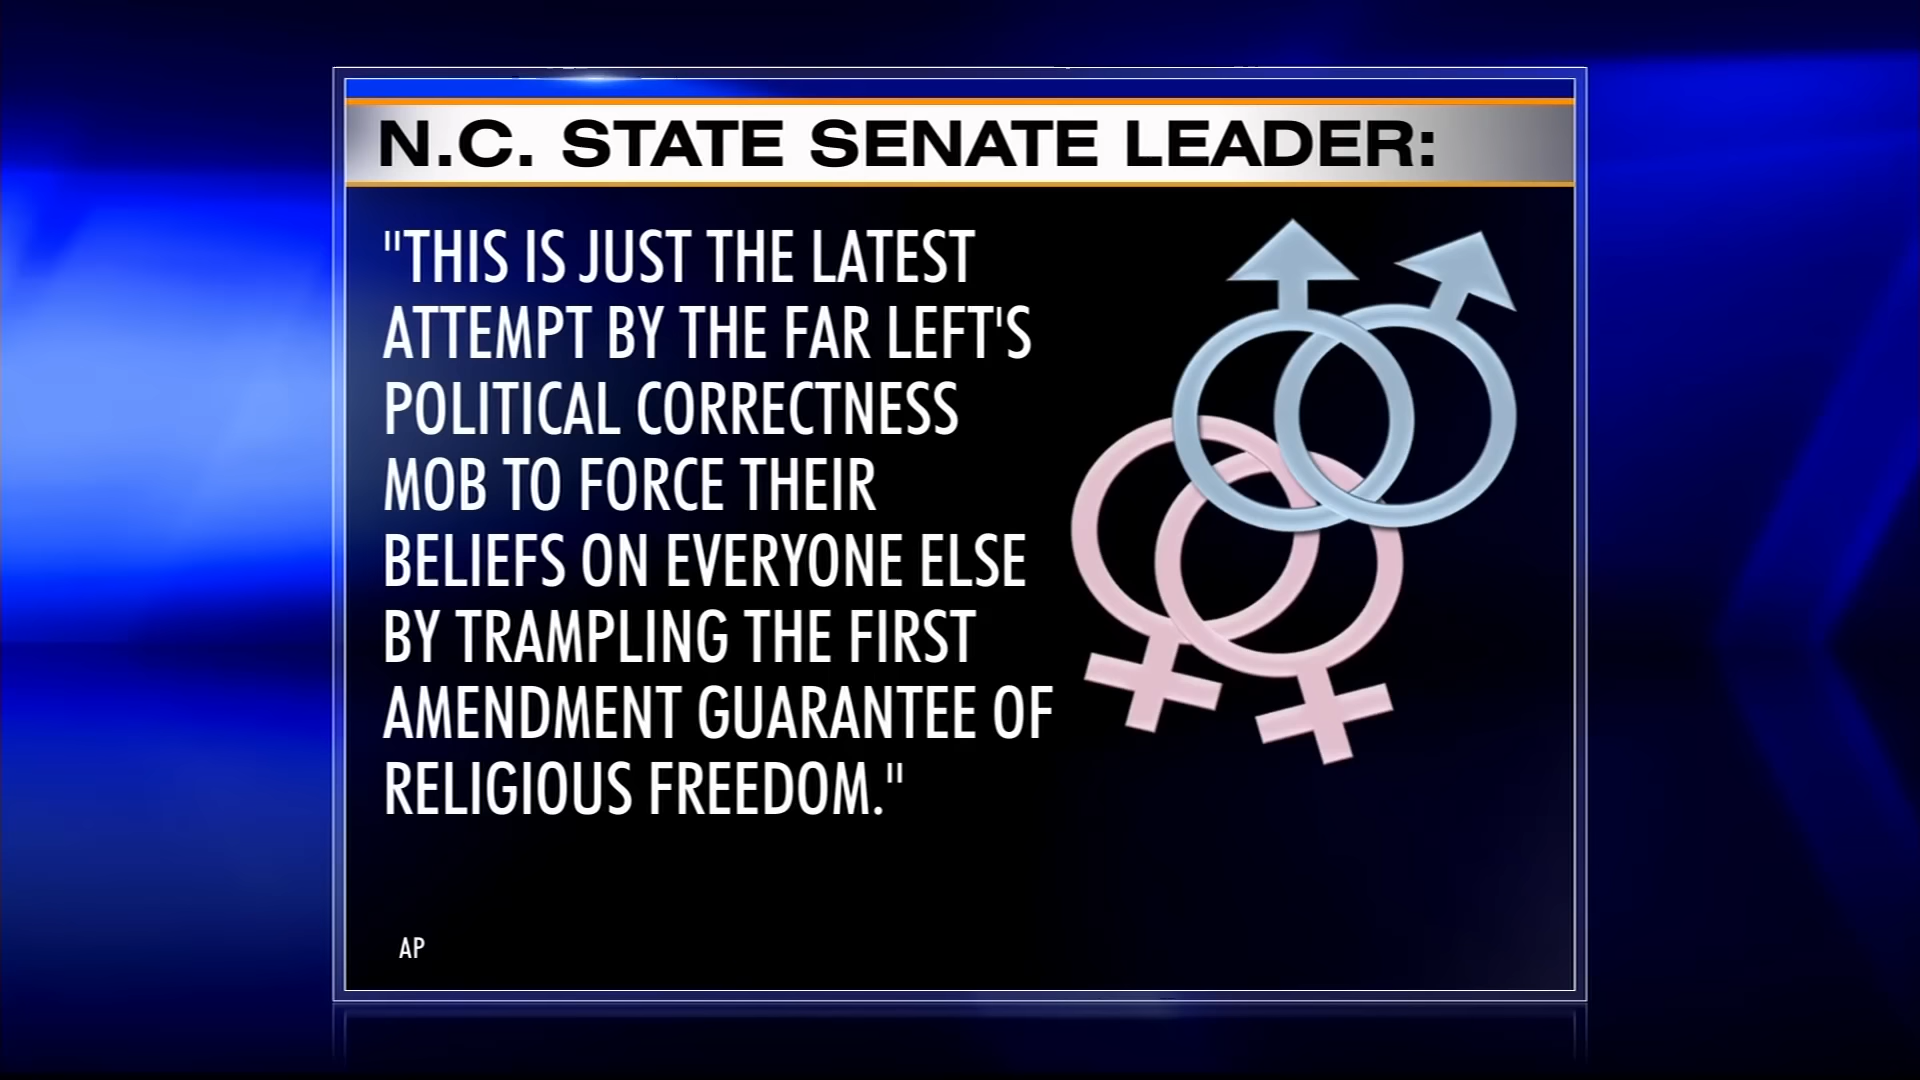 N.C. STATE SENATE LEADER:
"THIS IS JUST THE LATEST
ATTEMPT BY THE FAR LEFT'S
POLITICAL CORRECTNESS
MOB TO FORCE THEIR
BELIEFS ON EVERYONE ELSE
BY TRAMPLING THE FIRST
AMENDMENT GUARANTEE OF
RELIGIOUS FREEDOM."
AP